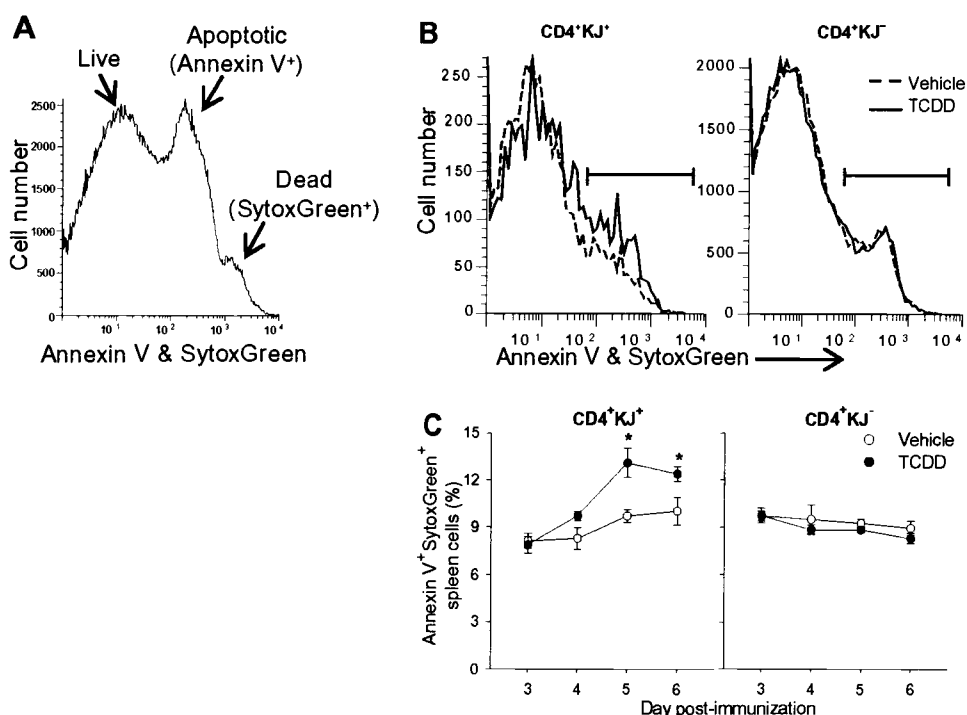 A
Live
Apoptotic
(Annexin V⁺)
Dead
(SytoxGreen⁺)
Cell number
2500
2000
1500
1000
500
0
10¹ 10² 10³ 10⁴
Annexin V & SytoxGreen
B
CD4⁺KJ⁺
CD4⁺KJ⁻
Cell number
250
200
150
100
50
0
10¹ 10² 10³ 10⁴
2000
1500
1000
500
0
10¹ 10² 10³ 10⁴
Vehicle
TCDD
Annexin V & SytoxGreen
C
CD4⁺KJ⁺
CD4⁺KJ⁻
Annexin V⁺SytoxGreen⁺
spleen cells (%)
15
12
9
6
3
0
* *
Vehicle
TCDD
3 4 5 6
3 4 5 6
Day post-immunization